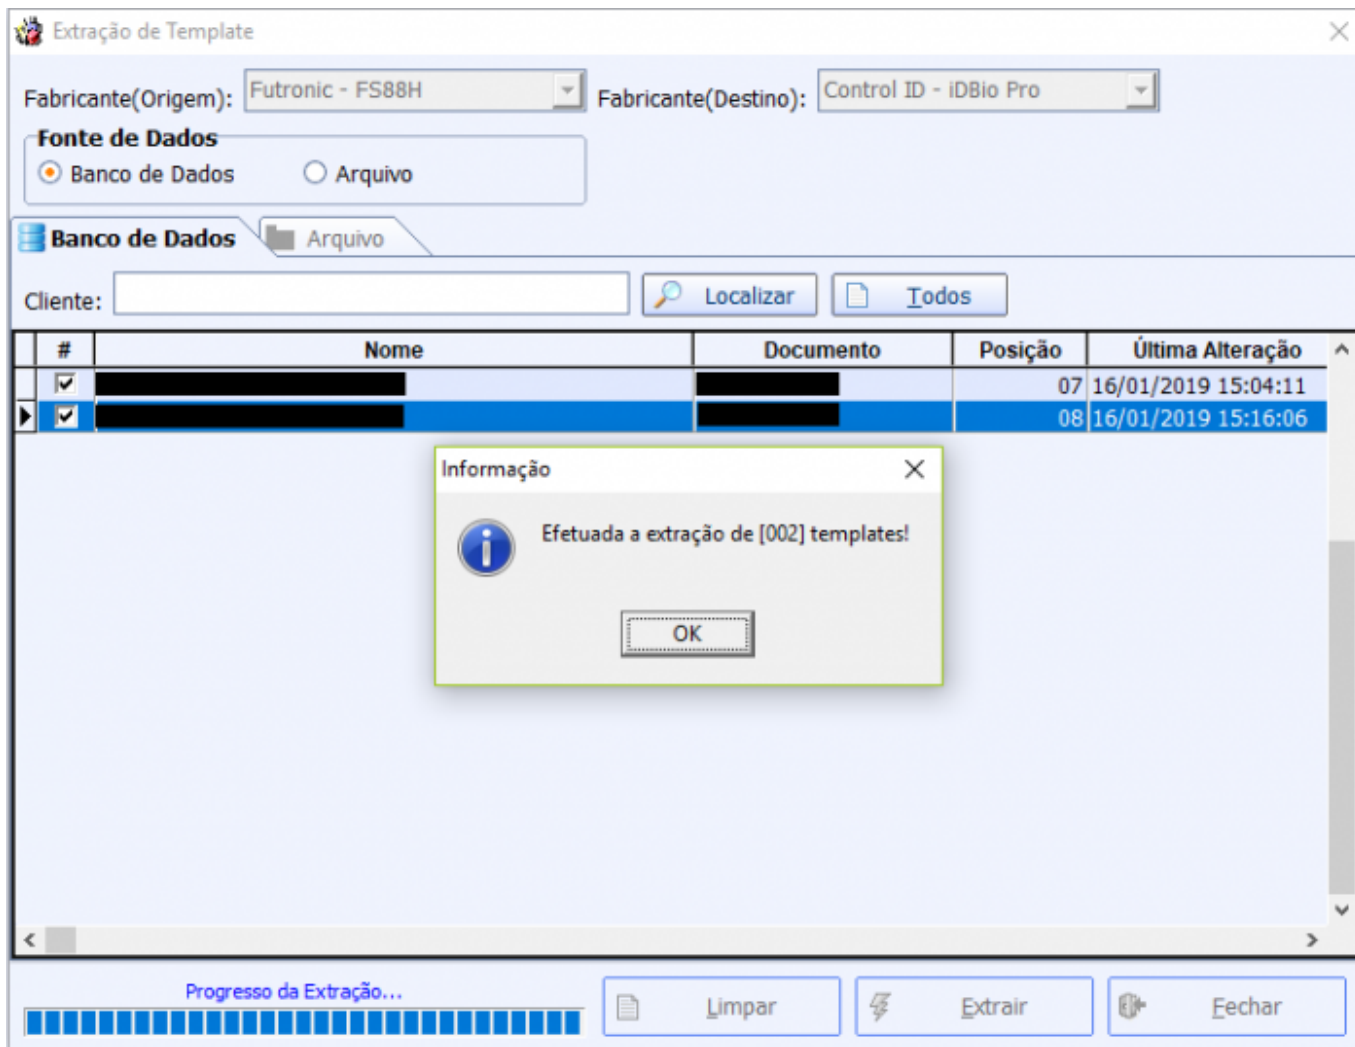 Extração de Template
Fabricante(Origem): Futronic - FS88H Fabricante(Destino): Control ID - iDBio Pro
Fonte de Dados
Banco de Dados Arquivo
Banco de Dados Arquivo
Cliente: Localizar Todos
# Nome Documento Posição Última Alteração
07 16/01/2019 15:04:11
08 16/01/2019 15:16:06
Informação
Efetuada a extração de [002] templates!
OK
Progresso da Extração...
Limpar Extrair Fechar